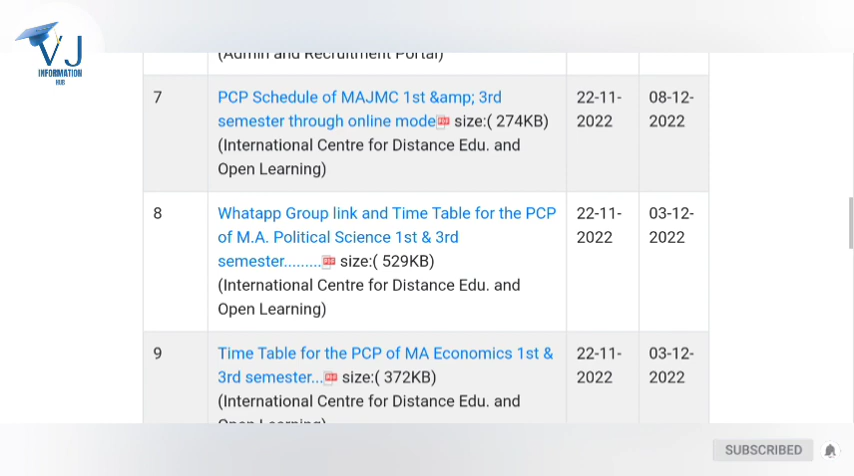 VJ
INFORMATION
HUB
(Admin and Recruitment Portal)
7
PCP Schedule of MAJMC 1st &amp; 3rd
semester through online mode size:( 274KB)
(International Centre for Distance Edu. and
Open Learning)
22-11-
2022
08-12-
2022
8
Whatapp Group link and Time Table for the PCP
of M.A. Political Science 1st & 3rd
semester......... size:( 529KB)
(International Centre for Distance Edu. and
Open Learning)
22-11-
2022
03-12-
2022
9
Time Table for the PCP of MA Economics 1st &
3rd semester... size:( 372KB)
(International Centre for Distance Edu. and
Open Learning)
22-11-
2022
03-12-
2022
SUBSCRIBED